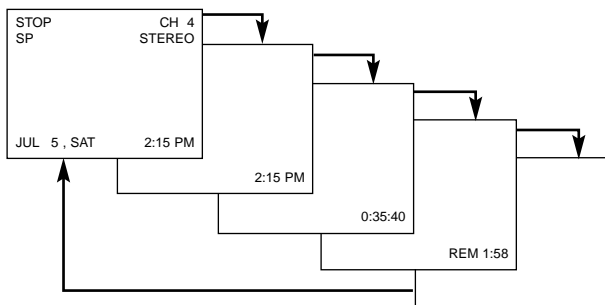 STOP CH 4
SP STEREO
JUL 5 , SAT 2:15 PM
2:15 PM
0:35:40
REM 1:58